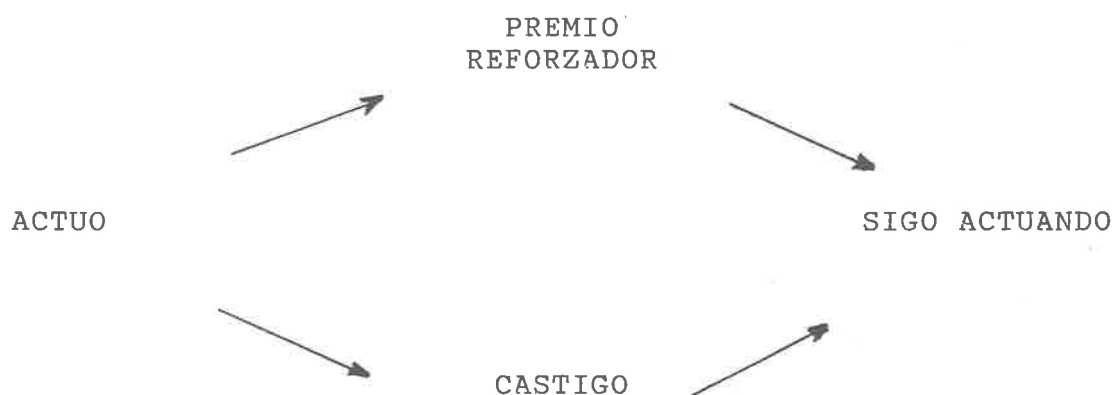 PREMIO
REFORZADOR
ACTUO
SIGO ACTUANDO
CASTIGO